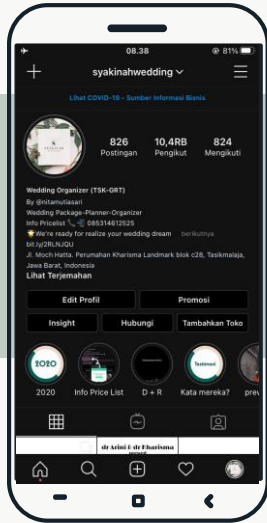 08.38
81%
syakinahwedding
Lihat COVID-19 - Sumber Informasi Bisnis
826
10,4RB
824
Postingan
Pengikut
Mengikuti
Wedding Organizer (TSK-GRT)
By @nitamutiasari
Wedding Package-Planner-Organizer
Info Pricelist 📞📲 085314612525
🌟We're ready for realize your wedding dream berikutnya
bit.ly/2RLNJQU
Jl. Moch Hatta. Perumahan Kharisma Landmark blok c28, Tasikmalaja,
Jawa Barat, Indonesia
Lihat Terjemahan
Edit Profil
Promosi
Insight
Hubungi
Tambahkan Toko
2020
Testimoni
2020
Info Price List
D + R
Kata mereka?
prev
dr Arini & dr Kharisma